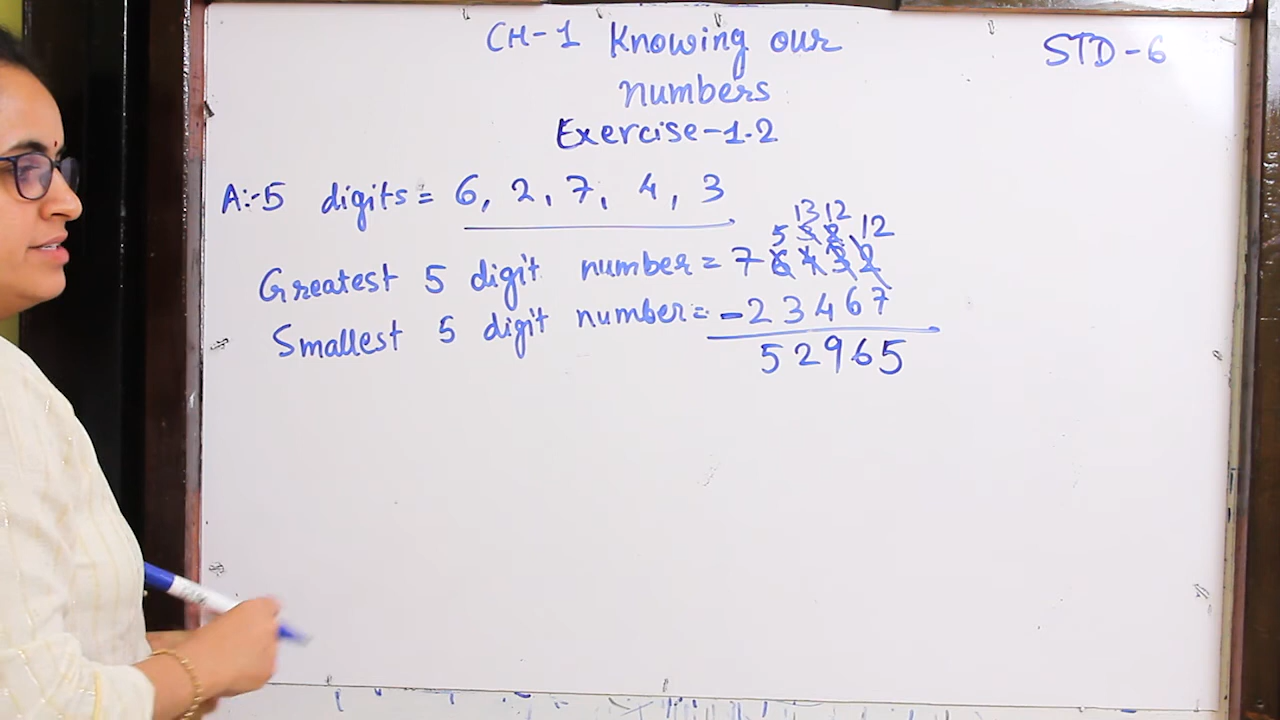 CH-1 Knowing our
numbers
STD-6
Exercise-1.2
A:-5 digits = 6, 2, 7, 4, 3
5 13 12 12
3 2
Greatest 5 digit number = 7 6 4 3 2
Smallest 5 digit number = - 2 3 4 6 7
5 2 9 6 5